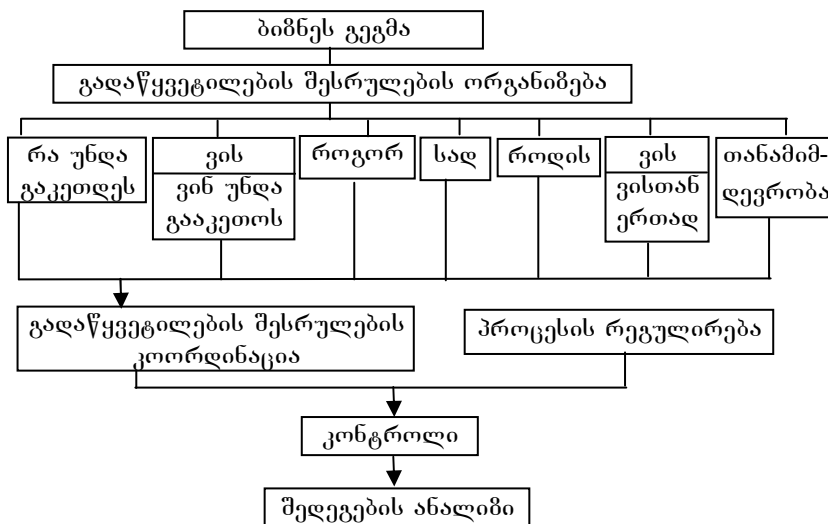 ბიზნეს გეგმა
გადაწყვეტილების შესრულების ორგანიზება
რა უნდა
გაკეთდეს
ვის
ვინ უნდა
გააკეთოს
როგორ
სად
როდის
ვის
ვისთან
ერთად
თანამიმ-
დევრობა
გადაწყვეტილების შესრულების
კოორდინაცია
პროცესის რეგულირება
კონტროლი
შედეგების ანალიზი